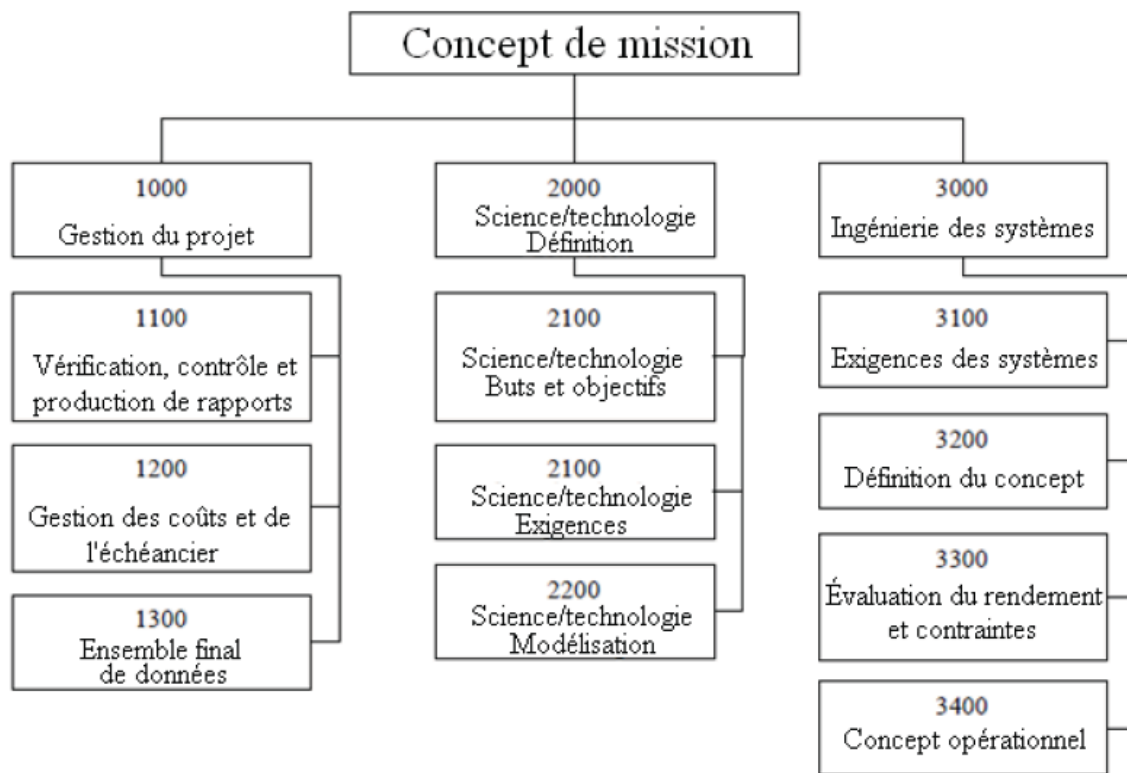 Concept de mission
1000
Gestion du projet
1100
Vérification, contrôle et
production de rapports
1200
Gestion des coûts et de
l'échéancier
1300
Ensemble final
de données
2000
Science/technologie
Définition
2100
Science/technologie
Buts et objectifs
2100
Science/technologie
Exigences
2200
Science/technologie
Modélisation
3000
Ingénierie des systèmes
3100
Exigences des systèmes
3200
Définition du concept
3300
Évaluation du rendement
et contraintes
3400
Concept opérationnel